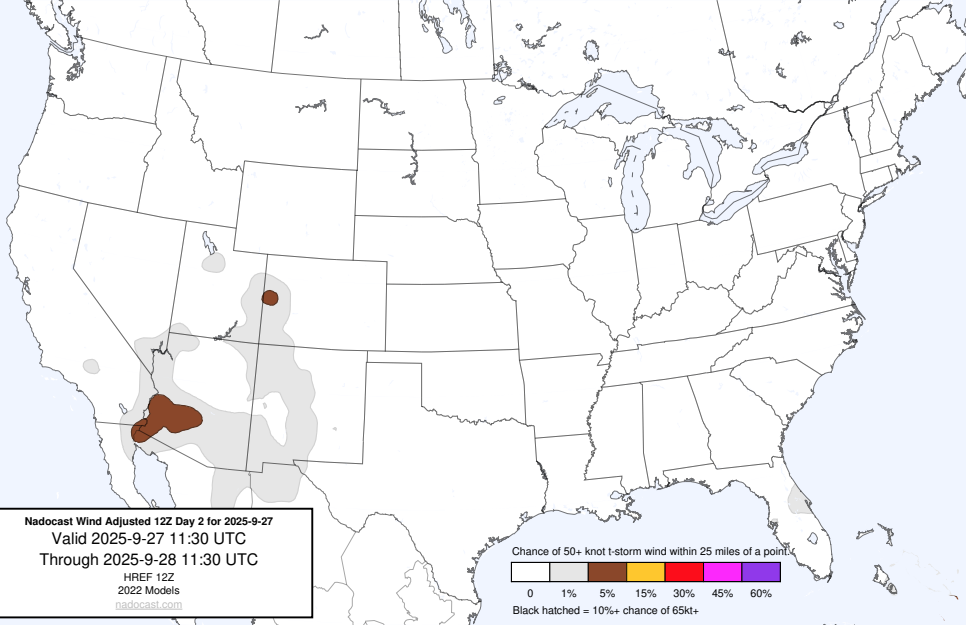 Nadocast Wind Adjusted 12Z Day 2 for 2025-9-27
Valid 2025-9-27 11:30 UTC
Through 2025-9-28 11:30 UTC
HREF 12Z
2022 Models
nadocast.com
Chance of 50+ knot t-storm wind within 25 miles of a point.
0 1% 5% 15% 30% 45% 60%
Black hatched = 10%+ chance of 65kt+